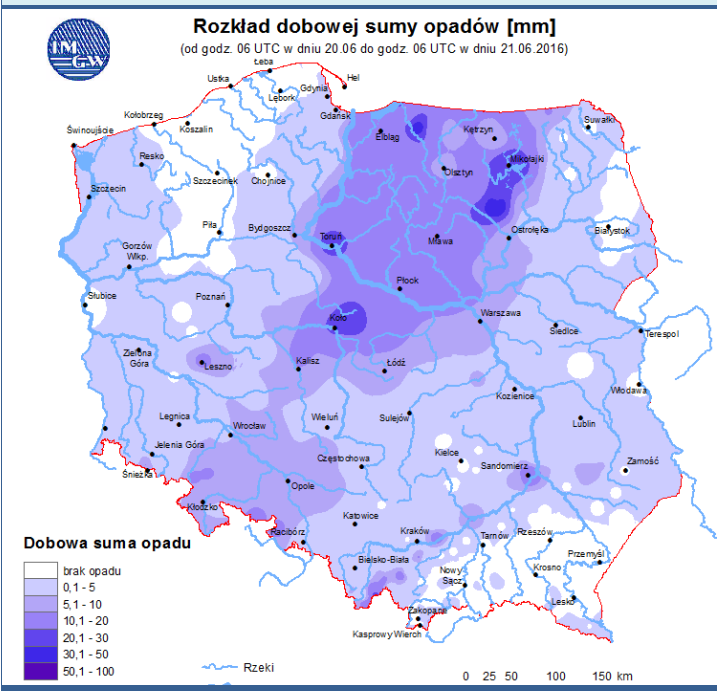 Rozkład dobowej sumy opadów [mm]
(od godz. 06 UTC w dniu 20.06 do godz. 06 UTC w dniu 21.06.2016)
IM
GW
Łeba
Hel
Ustka
Gdynia
Lębork
Gdańsk
Kołobrzeg
Koszalin
Świnoujście
Elbląg
Kętrzyn
Suwałki
Resko
Mikołajki
Olsztyn
Szczecinek
Chojnice
Szczecin
Piła
Bydgoszcz
Toruń
Mława
Ostrołęka
Białystok
Gorzów
Wlkp.
Płock
Słubice
Poznań
Koło
Warszawa
Siedlce
Terespol
Zielona
Góra
Leszno
Kalisz
Łódź
Kozienice
Włodawa
Legnica
Wrocław
Wieluń
Sulejów
Lublin
Jelenia Góra
Częstochowa
Kielce
Sandomierz
Zamość
Śnieżka
Opole
Kłodzko
Katowice
Racibórz
Kraków
Tarnów
Rzeszów
Bielsko-Biała
Nowy
Sącz
Krosno
Przemyśl
Lesko
Zakopane
Kasprowy Wierch
Dobowa suma opadu
brak opadu
0,1 - 5
5,1 - 10
10,1 - 20
20,1 - 30
30,1 - 50
50,1 - 100
Rzeki
0 25 50 100 150 km